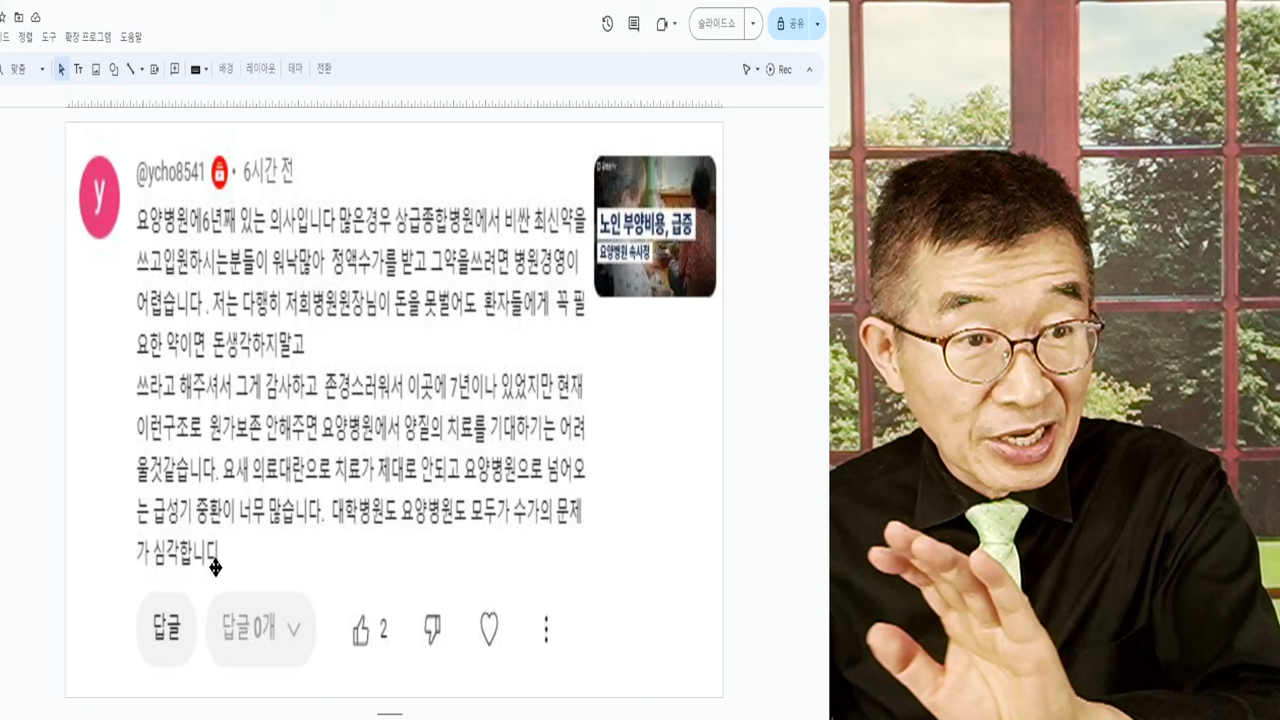 정렬 도구 확장 프로그램 도움말
슬라이드쇼
공유
맞춤
배경 레이아웃 테마 전환
Rec
y
@ycho8541 · 6시간 전
요양병원에6년째 있는 의사입니다 많은경우 상급종합병원에서 비싼 최신약을
쓰고입원하시는분들이 워낙많아 정액수가를 받고 그약을쓰려면 병원경영이
어렵습니다 . 저는 다행히 저희병원원장님이 돈을 못벌어도 환자들에게 꼭 필
요한 약이면 돈생각하지말고
쓰라고 해주셔서 그게 감사하고 존경스러워서 이곳에 7년이나 있었지만 현재
이런구조로 원가보존 안해주면 요양병원에서 양질의 치료를 기대하기는 어려
울것같습니다. 요새 의료대란으로 치료가 제대로 안되고 요양병원으로 넘어오
는 급성기 중환이 너무 많습니다. 대학병원도 요양병원도 모두가 수가의 문제
가 심각합니다
노인 부양비용, 급증
요양병원 속사정
답글
답글 0개
2